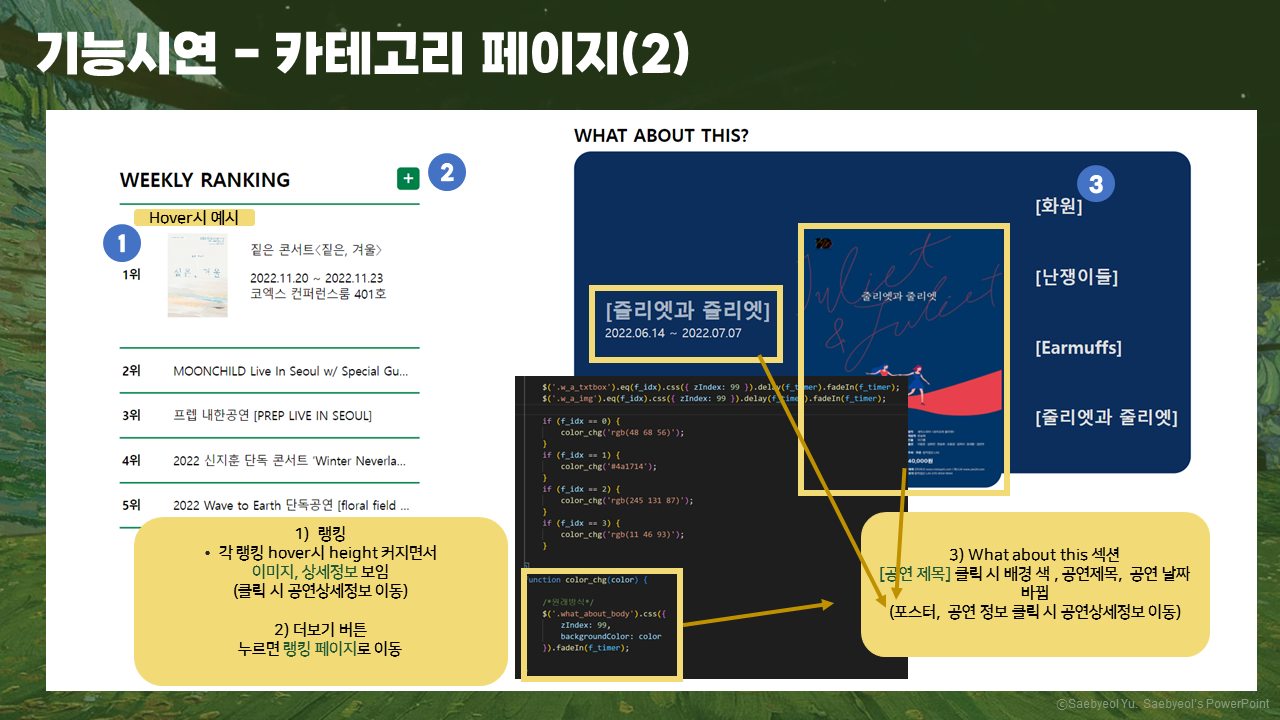 기능시연 - 카테고리 페이지(2)
WEEKLY RANKING
+
2
Hover시 예시
1
1위
짙은, 겨울
짙은 콘서트<짙은, 겨울>
2022.11.20 ~ 2022.11.23
코엑스 컨퍼런스룸 401호
2위 MOONCHILD Live In Seoul w/ Special Gu...
3위 프렙 내한공연 [PREP LIVE IN SEOUL]
4위 2022 신지훈 단독 콘서트 'Winter Neverla...
5위 2022 Wave to Earth 단독공연 [floral field ...
1) 랭킹
• 각 랭킹 hover시 height 커지면서
이미지, 상세정보 보임
(클릭 시 공연상세정보 이동)
2) 더보기 버튼
누르면 랭킹 페이지로 이동
WHAT ABOUT THIS?
[줄리엣과 줄리엣]
2022.06.14 ~ 2022.07.07
Juliet
줄리엣과 줄리엣
& Juliet
40,000원
3
[화원]
[난쟁이들]
[Earmuffs]
[줄리엣과 줄리엣]
$('.w_a_txtbox').eq(f_idx).css({ zIndex: 99 }).delay(f_timer).fadeIn(f_timer);
$('.w_a_img').eq(f_idx).css({ zIndex: 99 }).delay(f_timer).fadeIn(f_timer);
if (f_idx == 0) {
color_chg('rgb(48 68 56)');
}
if (f_idx == 1) {
color_chg('#4a1714');
}
if (f_idx == 2) {
color_chg('rgb(245 131 87)');
}
if (f_idx == 3) {
color_chg('rgb(11 46 93)');
}
function color_chg(color) {
/*원래방식*/
$('.what_about_body').css({
zIndex: 99,
backgroundColor: color
}).fadeIn(f_timer);
3) What about this 섹션
[공연 제목] 클릭 시 배경 색 , 공연제목, 공연 날짜
바뀜
(포스터, 공연 정보 클릭 시 공연상세정보 이동)
ⓒSaebyeol Yu. Saebyeol's PowerPoint